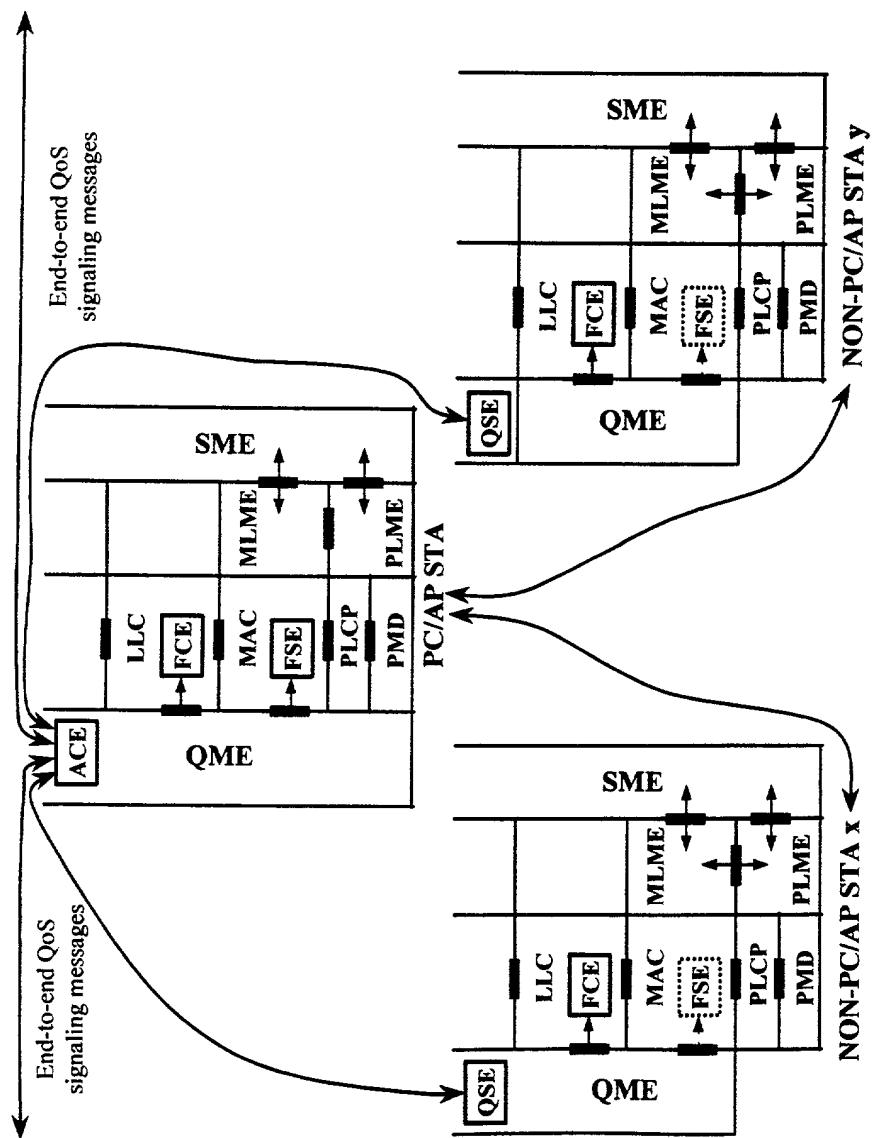 End-to-end QoS
signaling messages
End-to-end QoS
signaling messages
ACE
QME
LLC
FCE
MAC
FSE
PLCP
PMD
MLME
PLME
SME
PC/AP STA
QSE
QME
LLC
FCE
MAC
FSE
PLCP
PMD
MLME
PLME
SME
NON-PC/AP STA x
QSE
QME
LLC
FCE
MAC
FSE
PLCP
PMD
MLME
PLME
SME
NON-PC/AP STA y